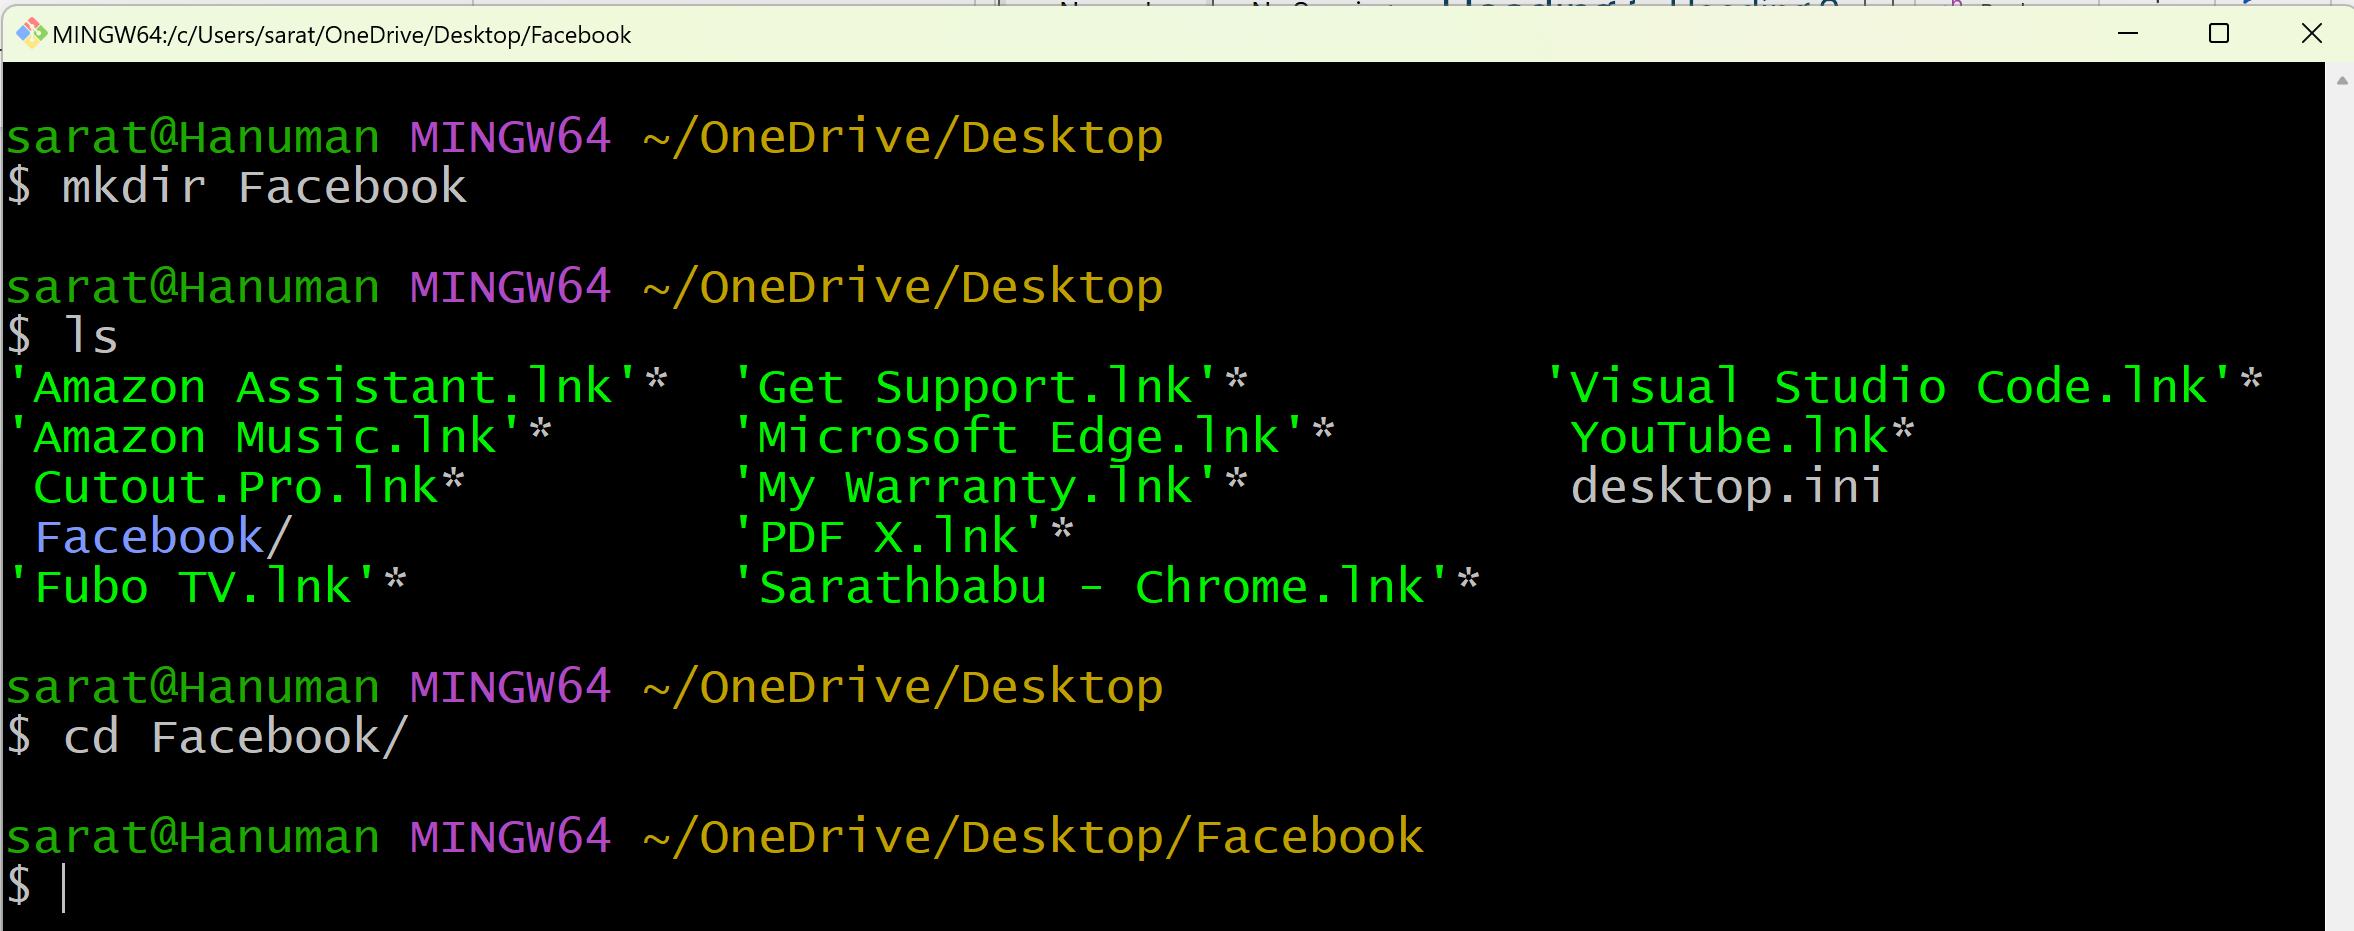 MINGW64:/c/Users/sarat/OneDrive/Desktop/Facebook
sarat@Hanuman MINGW64 ~/OneDrive/Desktop
$ mkdir Facebook
sarat@Hanuman MINGW64 ~/OneDrive/Desktop
$ ls
'Amazon Assistant.lnk'* 'Get Support.lnk'* 'Visual Studio Code.lnk'*
'Amazon Music.lnk'* 'Microsoft Edge.lnk'* YouTube.lnk*
Cutout.Pro.lnk* 'My Warranty.lnk'* desktop.ini
Facebook/ 'PDF X.lnk'*
'Fubo TV.lnk'* 'Sarathbabu - Chrome.lnk'*
sarat@Hanuman MINGW64 ~/OneDrive/Desktop
$ cd Facebook/
sarat@Hanuman MINGW64 ~/OneDrive/Desktop/Facebook
$